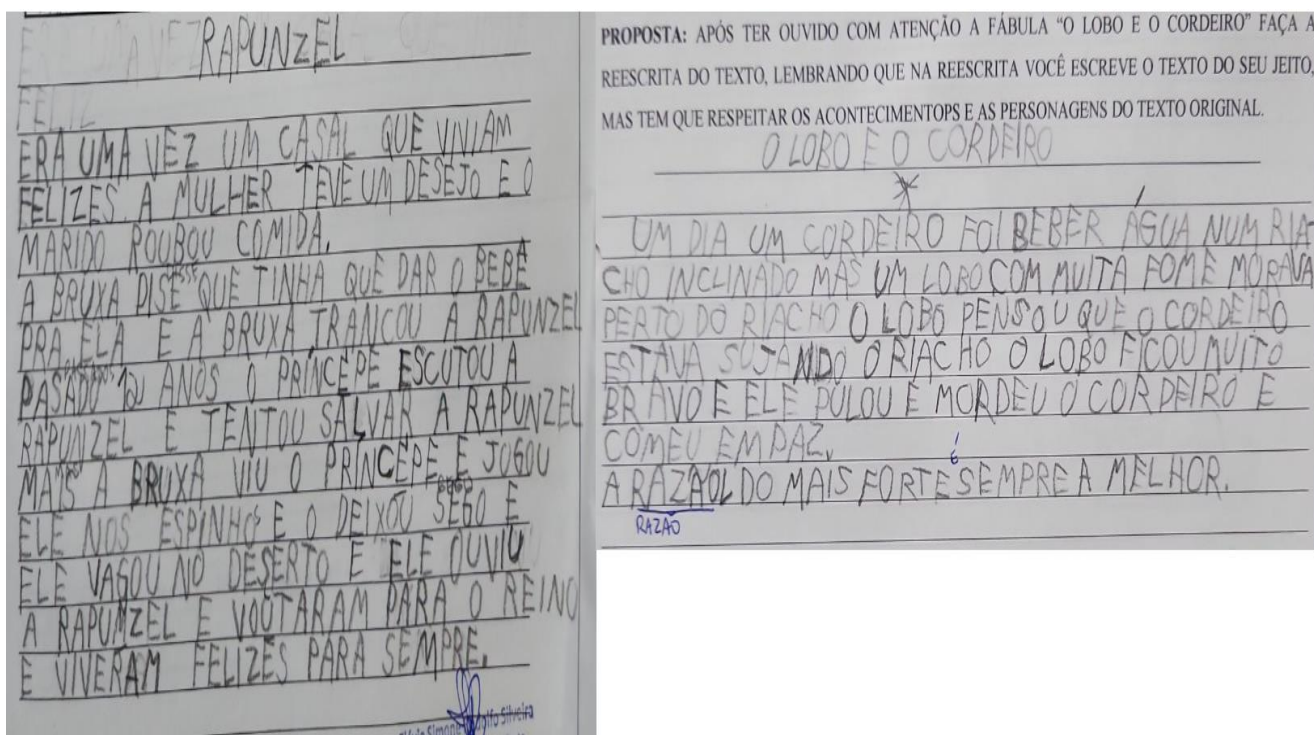 RAPUNZEL
FELIZ
ERA UMA VEZ UM CASAL QUE VIVIAM
FELIZES. A MULHER TEVE UM DESEJO E O
MARIDO ROUBOU COMIDA.
A BRUXA DISE QUE TINHA QUE DAR O BEBÊ
PRA ELA E A BRUXA TRANCOU A RAPUNZEL
PASADO 12 ANOS O PRÍNCEPE ESCUTOU A
RAPUNZEL E TENTOU SALVAR A RAPUNZEL
MAIS A BRUXA VIU O PRÍNCEPE E JOGOU
ELE NOS ESPINHOS E O DEIXOU SEGO E
ELE VAGOU NO DESERTO E ELE OUVIU
A RAPUNZEL E VOUTARAM PARA O REINO
E VIVERAM FELIZES PARA SEMPRE.
PROPOSTA: APÓS TER OUVIDO COM ATENÇÃO A FÁBULA “O LOBO E O CORDEIRO” FAÇA A
REESCRITA DO TEXTO, LEMBRANDO QUE NA REESCRITA VOCÊ ESCREVE O TEXTO DO SEU JEITO,
MAS TEM QUE RESPEITAR OS ACONTECIMENTOPS E AS PERSONAGENS DO TEXTO ORIGINAL.
O LOBO E O CORDEIRO
UM DIA UM CORDEIRO FOI BEBER ÁGUA NUM RIA-
CHO INCLINADO MAS UM LOBO COM MUITA FOME MORAVA
PERTO DO RIACHO O LOBO PENSOU QUE O CORDEIRO
ESTAVA SUJANDO O RIACHO O LOBO FICOU MUITO
BRAVO E ELE PULOU E MORDEU O CORDEIRO E
COMEU EM PAZ.
é
A RAZAOL DO MAIS FORTE SEMPRE A MELHOR.
RAZÃO